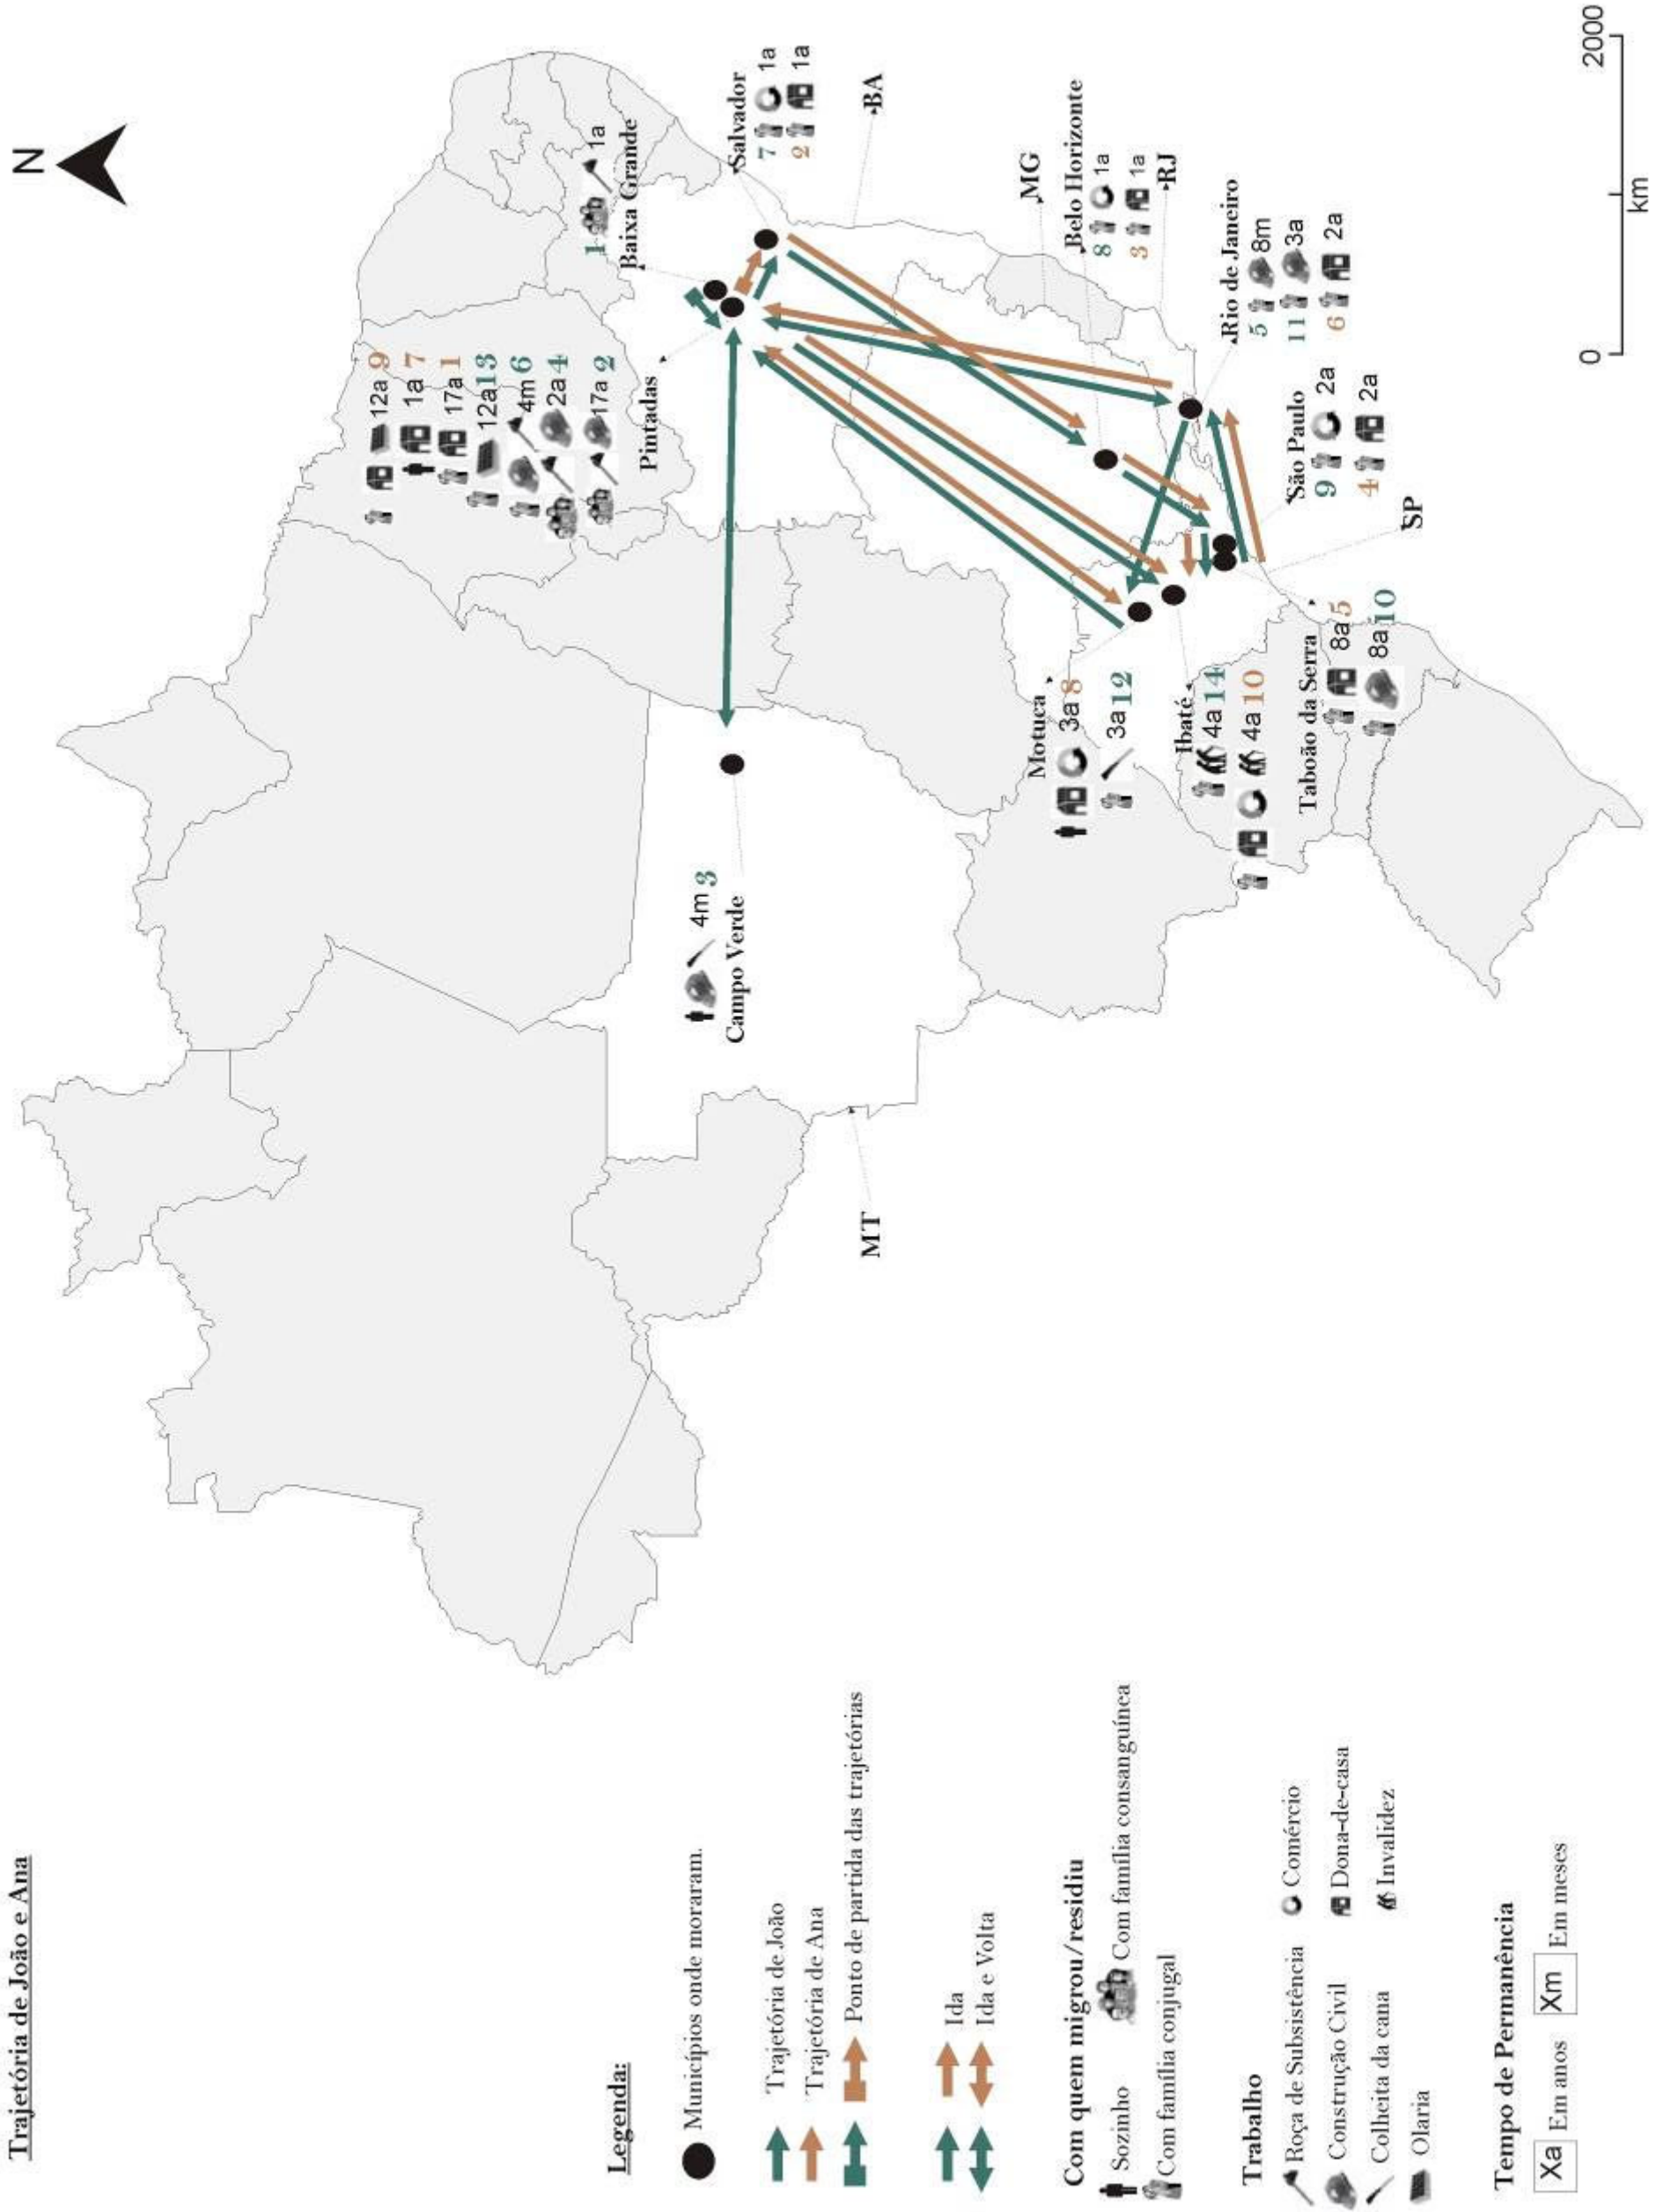 Trajetória de João e Ana
N
12a 9
1a 7
17a 1
12a 13
4m 6
2a 4
17a 2
Pintadas
1 1a
Baixa Grande
Salvador
7 1a
2 1a
BA
4m 3
Campo Verde
MT
MG
Belo Horizonte
8 1a
3 1a
RJ
Rio de Janeiro
5 8m
11 3a
6 2a
São Paulo
9 2a
4 2a
SP
Motuca
3a 8
3a 12
Ibaté
4a 14
4a 10
Taboão da Serra
8a 5
8a 10
0 2000
km
Legenda:
Municípios onde moraram.
Trajetória de João
Trajetória de Ana
Ponto de partida das trajetórias
Ida
Ida e Volta
Com quem migrou/residiu
Sozinho Com família consanguínea
Com família conjugal
Trabalho
Roça de Subsistência Comércio
Construção Civil Dona-de-casa
Colheita da cana Invalidez
Olaria
Tempo de Permanência
Xa Em anos Xm Em meses